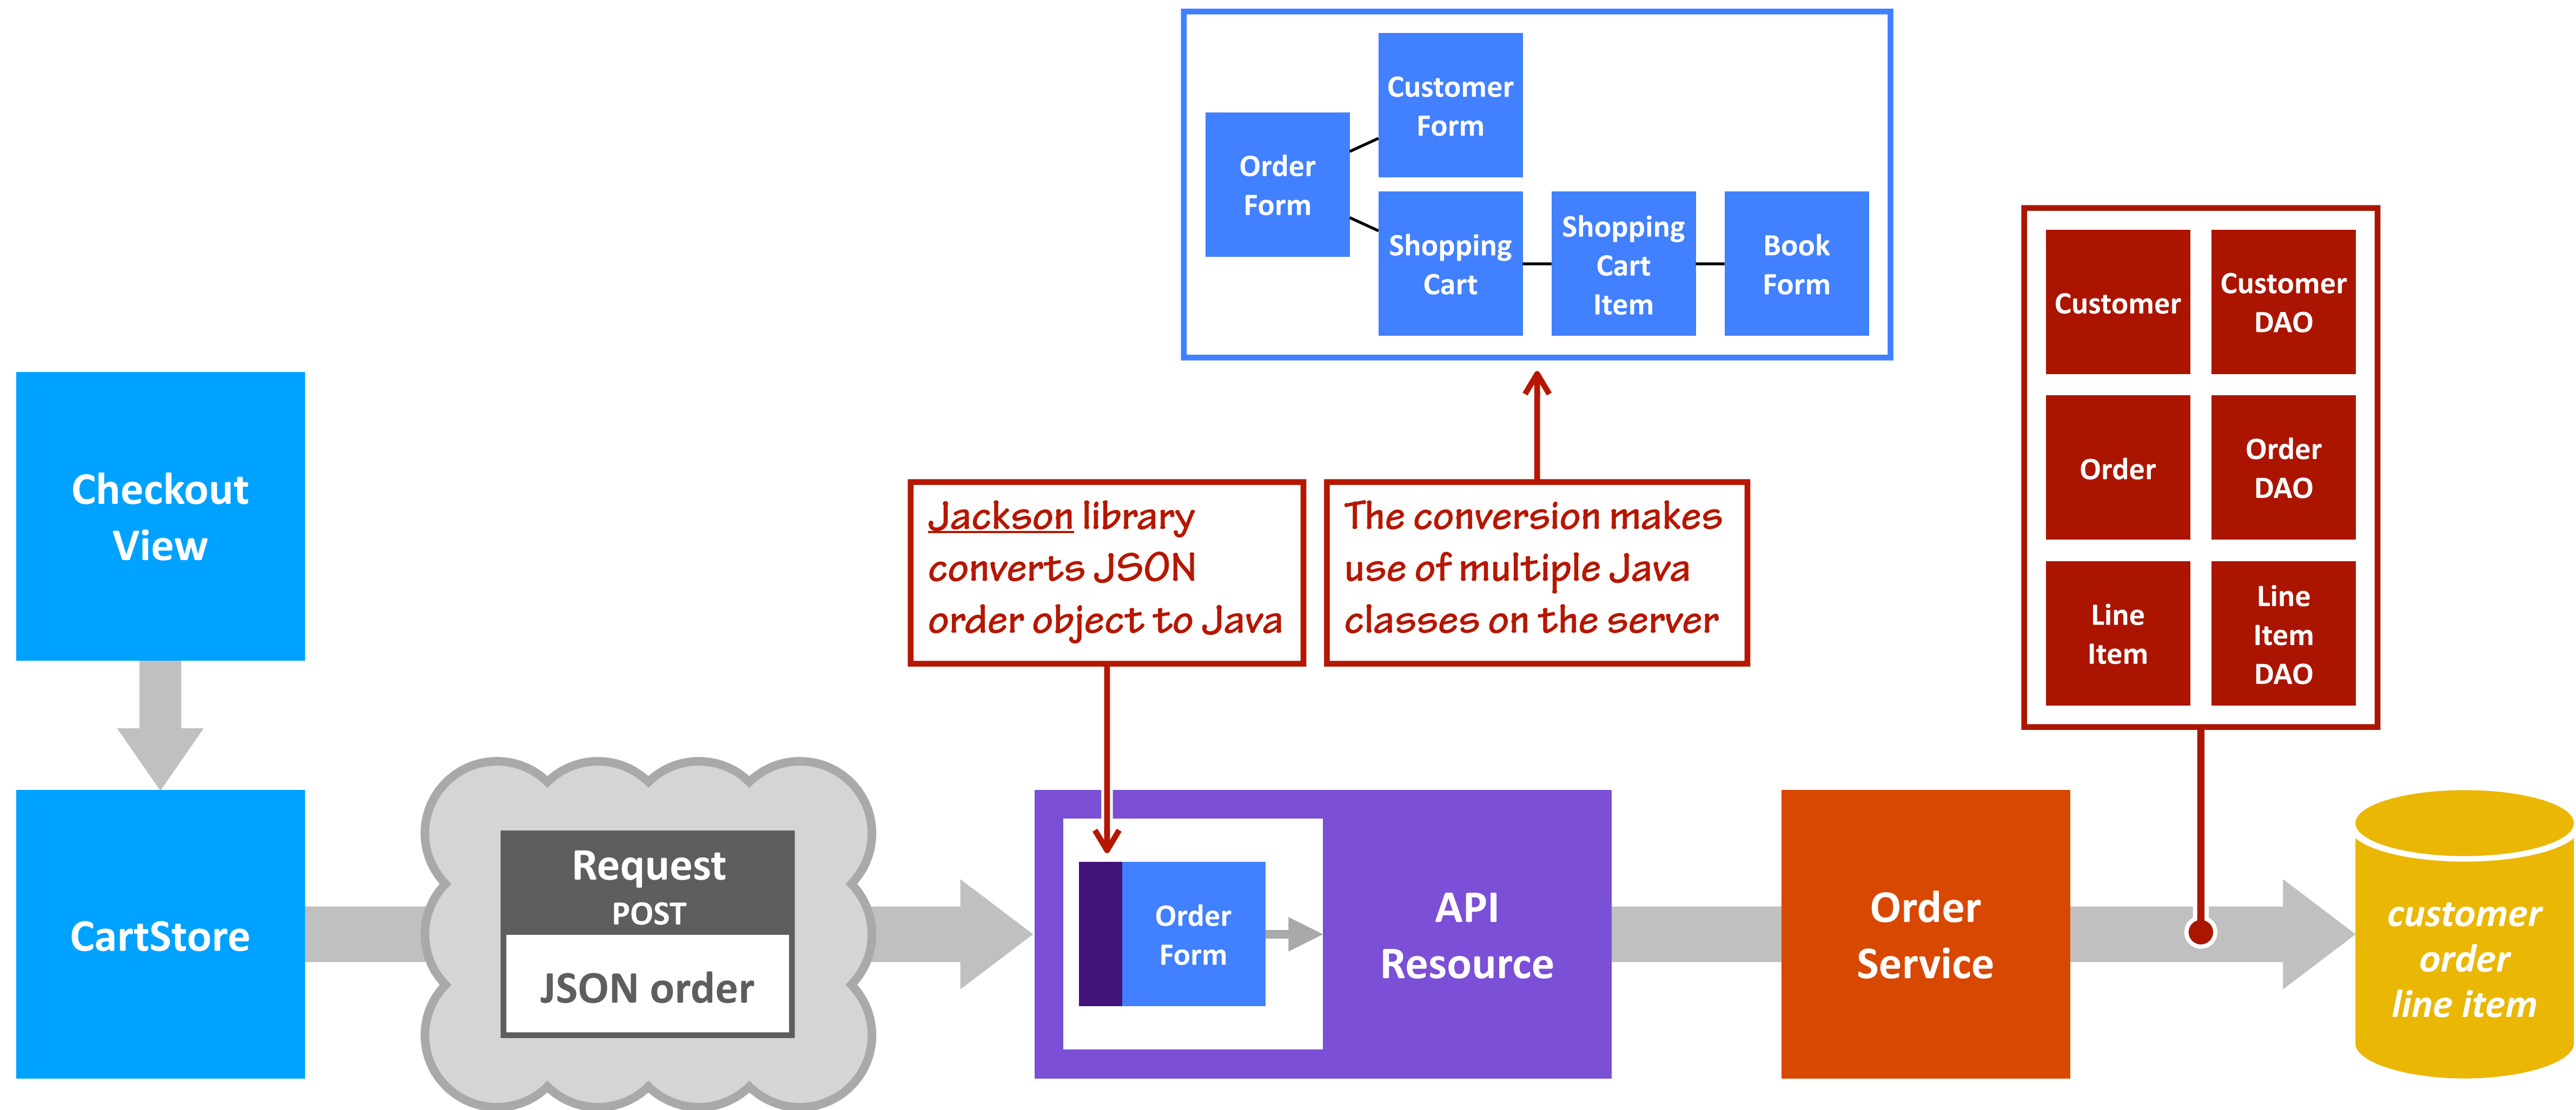 Customer
Form
Order
Form
Shopping
Cart
Shopping
Cart
Item
Book
Form
Customer
Customer
DAO
Order
Order
DAO
Line
Item
Line
Item
DAO
Checkout
View
Jackson library
converts JSON
order object to Java
The conversion makes
use of multiple Java
classes on the server
CartStore
Request
POST
JSON order
Order
Form
API
Resource
Order
Service
customer
order
line item